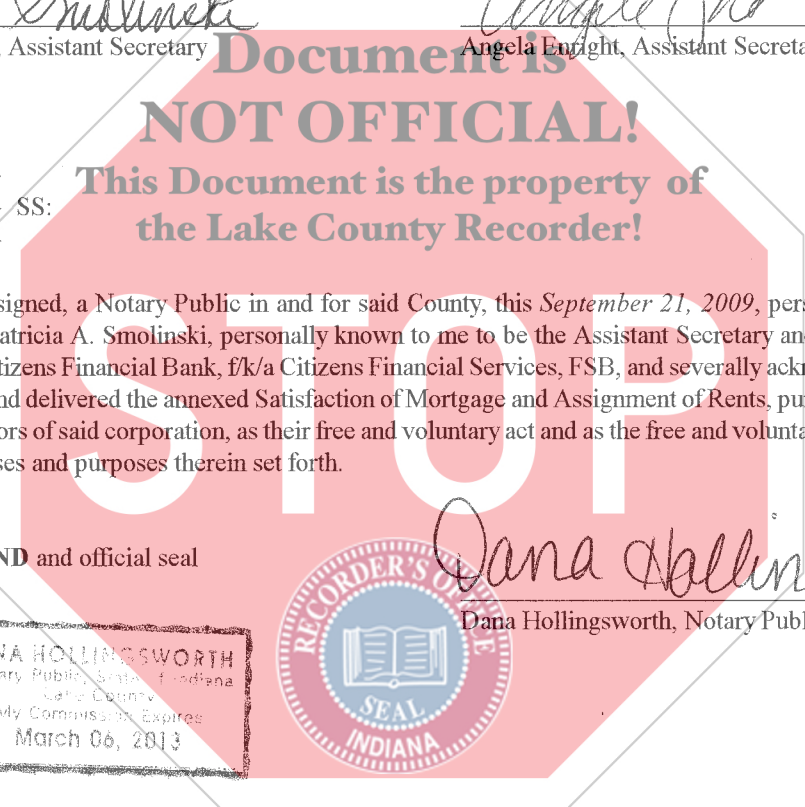 Smolinski
, Assistant Secretary
Angela Enright, Assistant Secreta
Document is
NOT OFFICIAL!
This Document is the property of
the Lake County Recorder!
SS:
STOP
signed, a Notary Public in and for said County, this September 21, 2009, pers
atricia A. Smolinski, personally known to me to be the Assistant Secretary an
tizens Financial Bank, f/k/a Citizens Financial Services, FSB, and severally ackn
nd delivered the annexed Satisfaction of Mortgage and Assignment of Rents, pu
ors of said corporation, as their free and voluntary act and as the free and volunta
ses and purposes therein set forth.
ND and official seal
Dana Hollin
Dana Hollingsworth, Notary Publ
RECORDER'S OFFICE
SEAL
INDIANA
NA HOLLINGSWORTH
ary Public, State of Indiana
Lake County
My Commission Expires
March 06, 2013